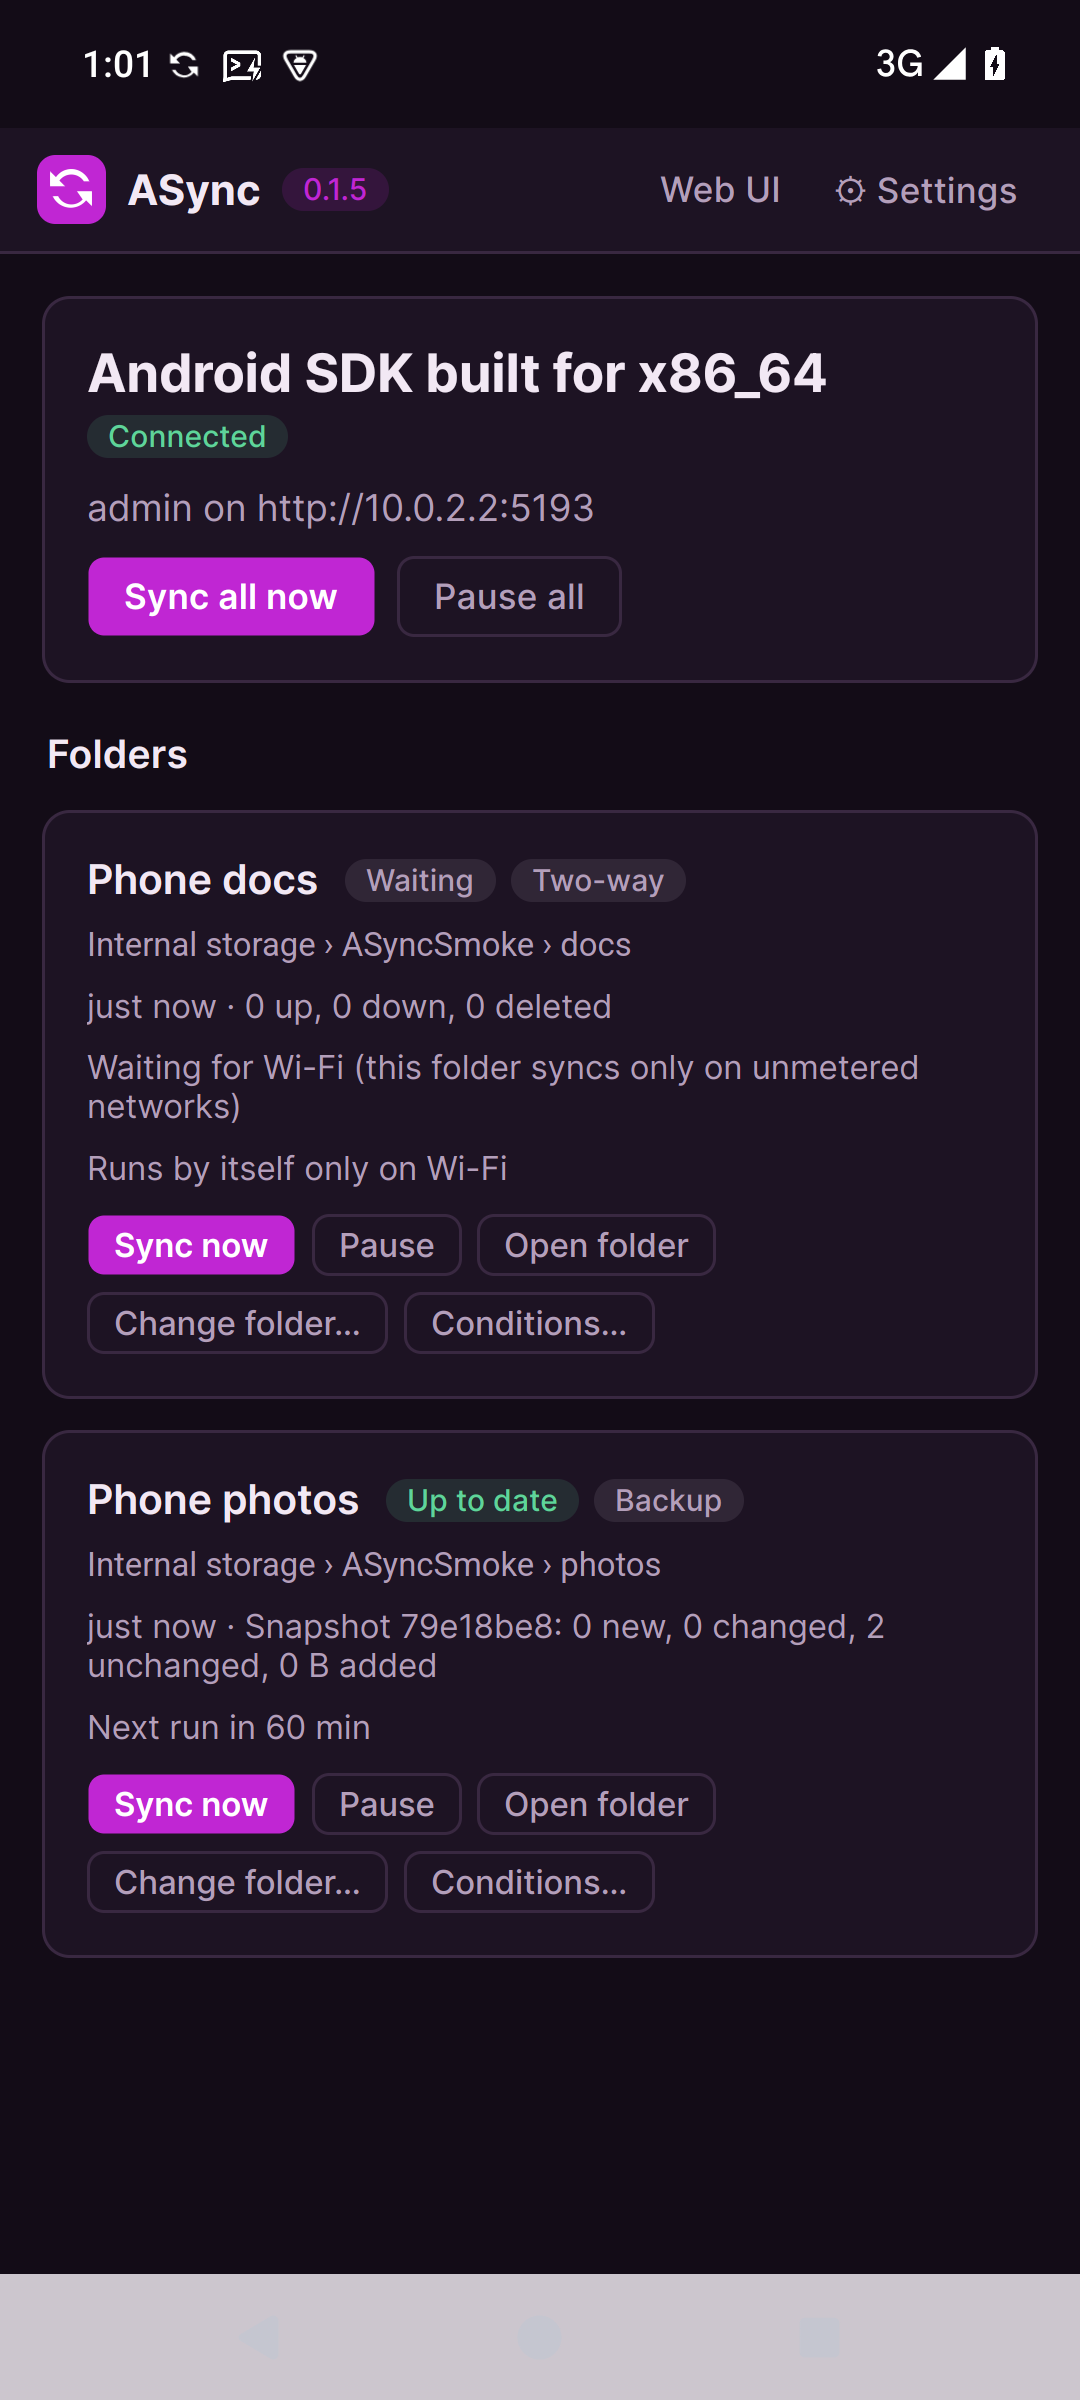 1:01
3G
ASync 0.1.5 Web UI Settings
Android SDK built for x86_64
Connected
admin on http://10.0.2.2:5193
Sync all now Pause all
Folders
Phone docs Waiting Two-way
Internal storage › ASyncSmoke › docs
just now · 0 up, 0 down, 0 deleted
Waiting for Wi-Fi (this folder syncs only on unmetered
networks)
Runs by itself only on Wi-Fi
Sync now Pause Open folder
Change folder... Conditions...
Phone photos Up to date Backup
Internal storage › ASyncSmoke › photos
just now · Snapshot 79e18be8: 0 new, 0 changed, 2
unchanged, 0 B added
Next run in 60 min
Sync now Pause Open folder
Change folder... Conditions...